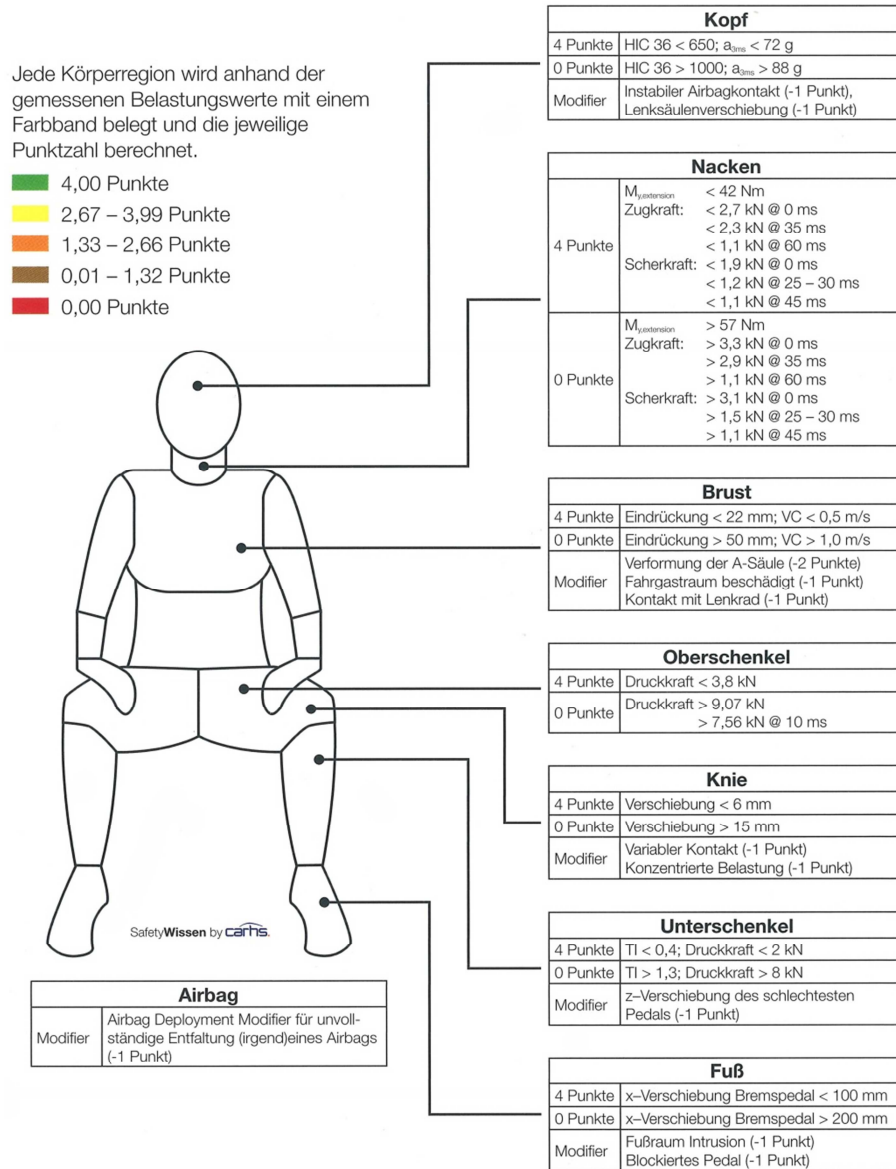 Jede Körperregion wird anhand der
gemessenen Belastungswerte mit einem
Farbband belegt und die jeweilige
Punktzahl berechnet.
4,00 Punkte
2,67 – 3,99 Punkte
1,33 – 2,66 Punkte
0,01 – 1,32 Punkte
0,00 Punkte
Kopf
4 Punkte HIC 36 < 650; a3ms < 72 g
0 Punkte HIC 36 > 1000; a3ms > 88 g
Modifier Instabiler Airbagkontakt (-1 Punkt),
Lenksäulenverschiebung (-1 Punkt)
Nacken
4 Punkte
My,extension < 42 Nm
Zugkraft: < 2,7 kN @ 0 ms
< 2,3 kN @ 35 ms
< 1,1 kN @ 60 ms
Scherkraft: < 1,9 kN @ 0 ms
< 1,2 kN @ 25 – 30 ms
< 1,1 kN @ 45 ms
0 Punkte
My,extension > 57 Nm
Zugkraft: > 3,3 kN @ 0 ms
> 2,9 kN @ 35 ms
> 1,1 kN @ 60 ms
Scherkraft: > 3,1 kN @ 0 ms
> 1,5 kN @ 25 – 30 ms
> 1,1 kN @ 45 ms
Brust
4 Punkte Eindrückung < 22 mm; VC < 0,5 m/s
0 Punkte Eindrückung > 50 mm; VC > 1,0 m/s
Modifier
Verformung der A-Säule (-2 Punkte)
Fahrgastraum beschädigt (-1 Punkt)
Kontakt mit Lenkrad (-1 Punkt)
Oberschenkel
4 Punkte Druckkraft < 3,8 kN
0 Punkte Druckkraft > 9,07 kN
> 7,56 kN @ 10 ms
Knie
4 Punkte Verschiebung < 6 mm
0 Punkte Verschiebung > 15 mm
Modifier Variabler Kontakt (-1 Punkt)
Konzentrierte Belastung (-1 Punkt)
Unterschenkel
4 Punkte TI < 0,4; Druckkraft < 2 kN
0 Punkte TI > 1,3; Druckkraft > 8 kN
Modifier z–Verschiebung des schlechtesten
Pedals (-1 Punkt)
Fuß
4 Punkte x–Verschiebung Bremspedal < 100 mm
0 Punkte x–Verschiebung Bremspedal > 200 mm
Modifier Fußraum Intrusion (-1 Punkt)
Blockiertes Pedal (-1 Punkt)
SafetyWissen by carhs.
Airbag
Modifier Airbag Deployment Modifier für unvoll-
ständige Entfaltung (irgend)eines Airbags
(-1 Punkt)